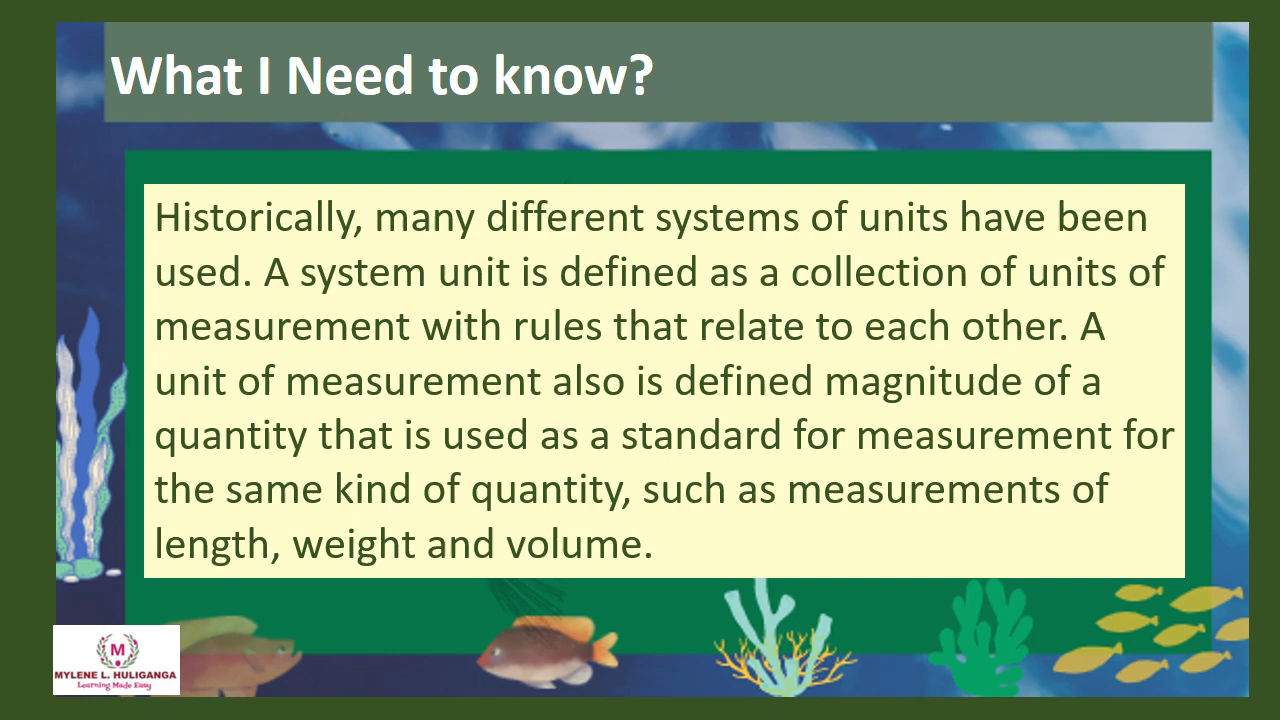 What I Need to know?
Historically, many different systems of units have been
used. A system unit is defined as a collection of units of
measurement with rules that relate to each other. A
unit of measurement also is defined magnitude of a
quantity that is used as a standard for measurement for
the same kind of quantity, such as measurements of
length, weight and volume.
M
MYLENE L. HULIGANGA
Learning Made Easy